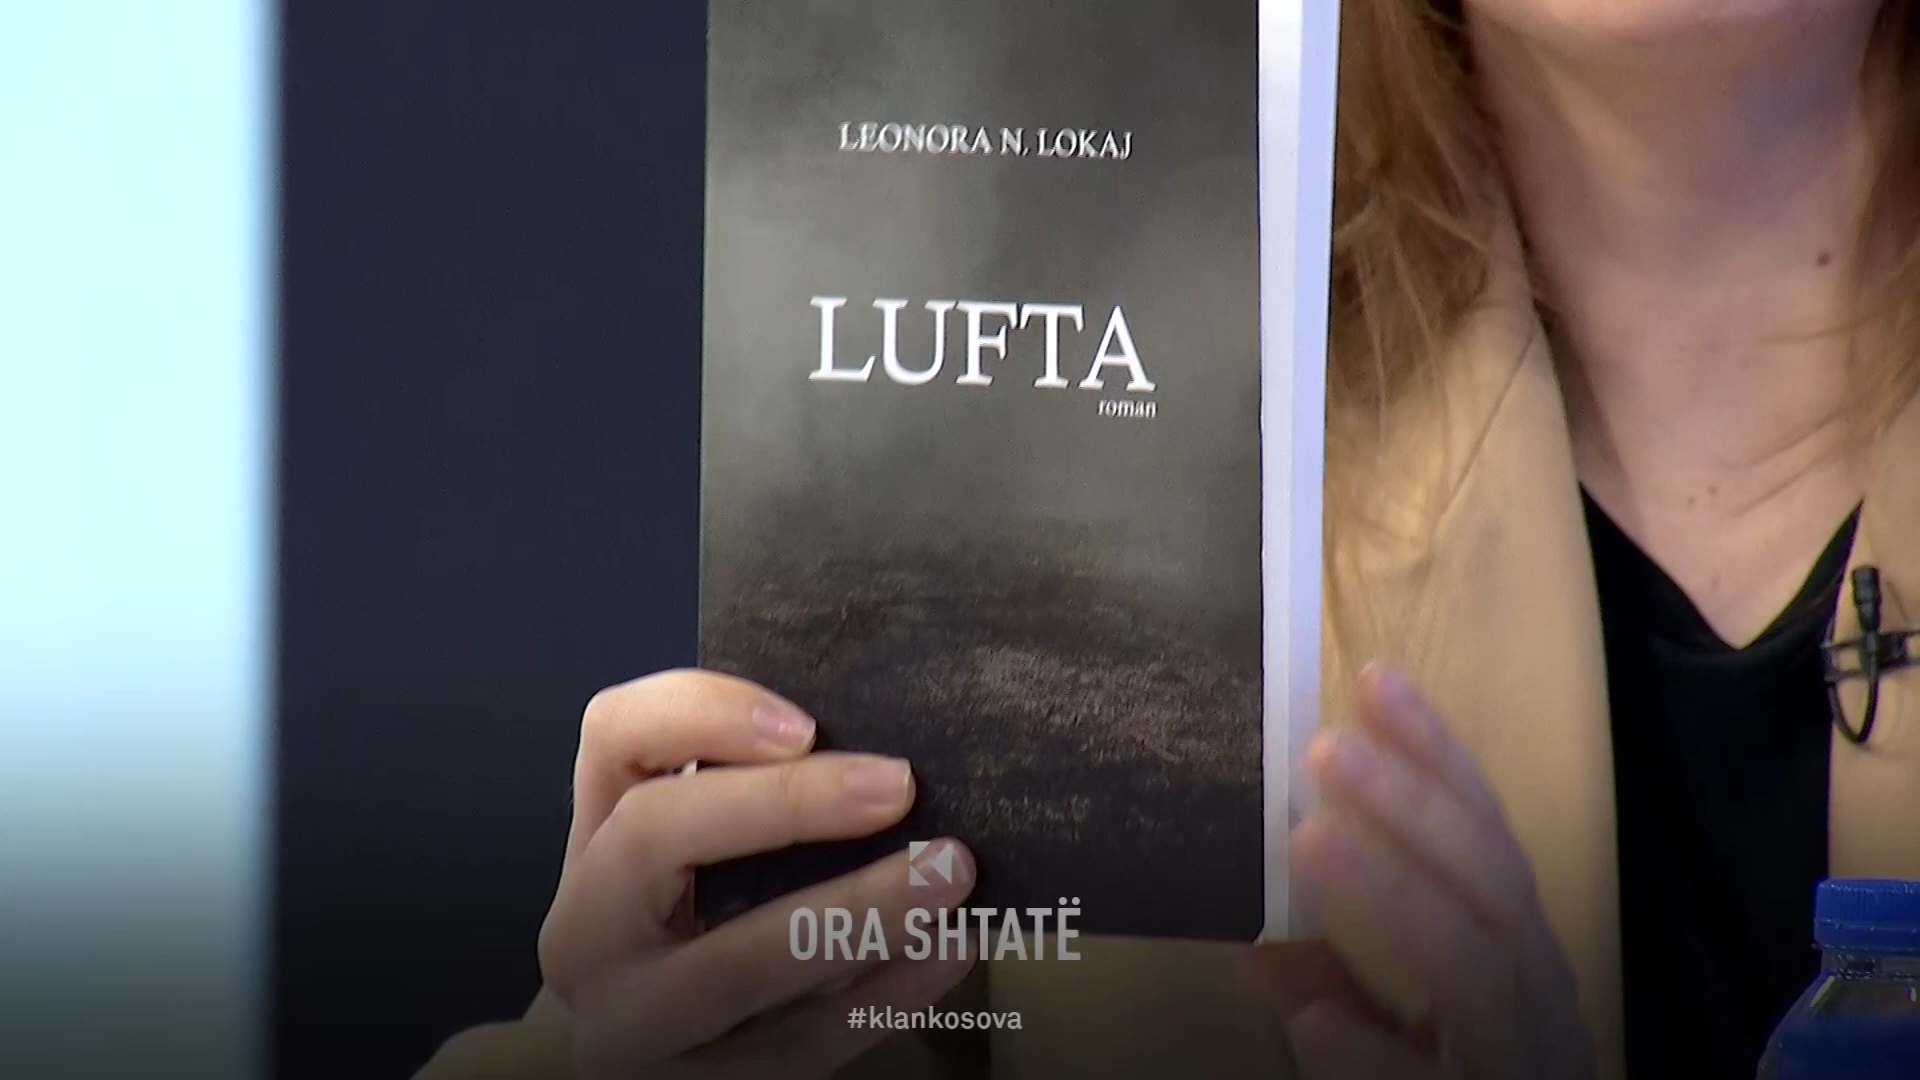 LEONORA N. LOKAJ
LUFTA
roman
ORA SHTATË
#klankosova